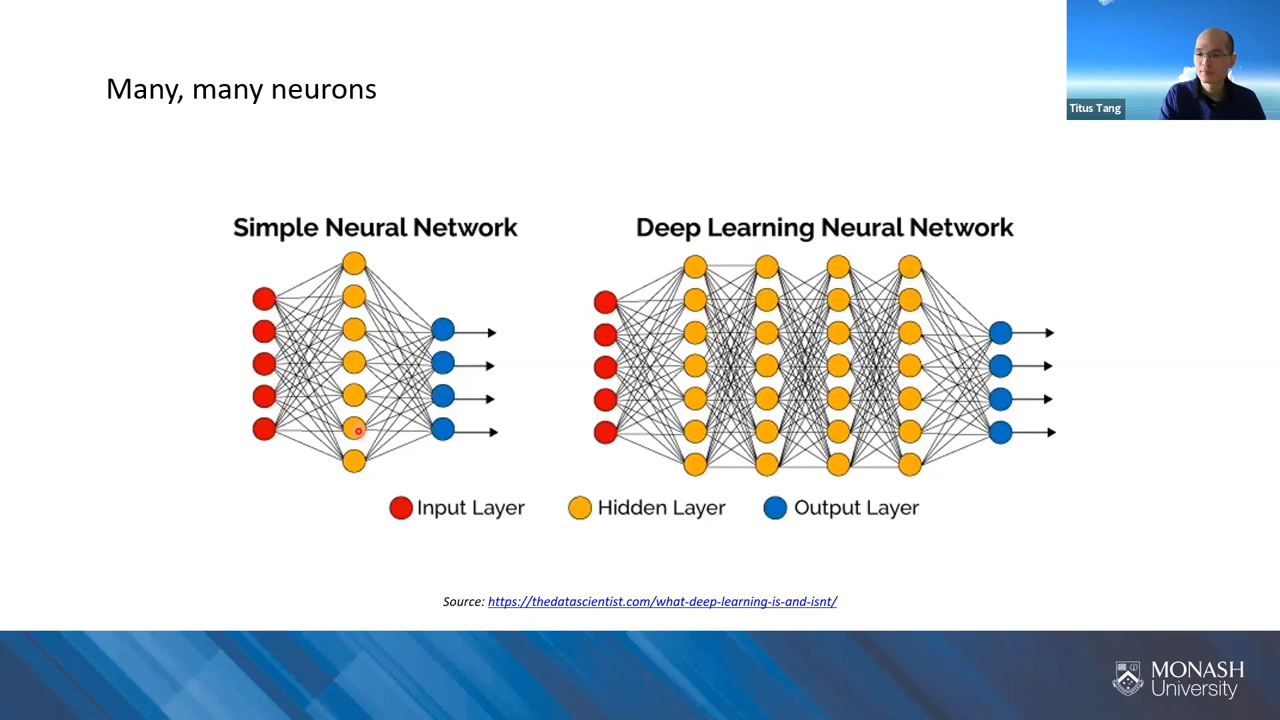 Many, many neurons
Titus Tang
Simple Neural Network
Deep Learning Neural Network
Input Layer
Hidden Layer
Output Layer
Source: https://thedatascientist.com/what-deep-learning-is-and-isnt/
MONASH
University